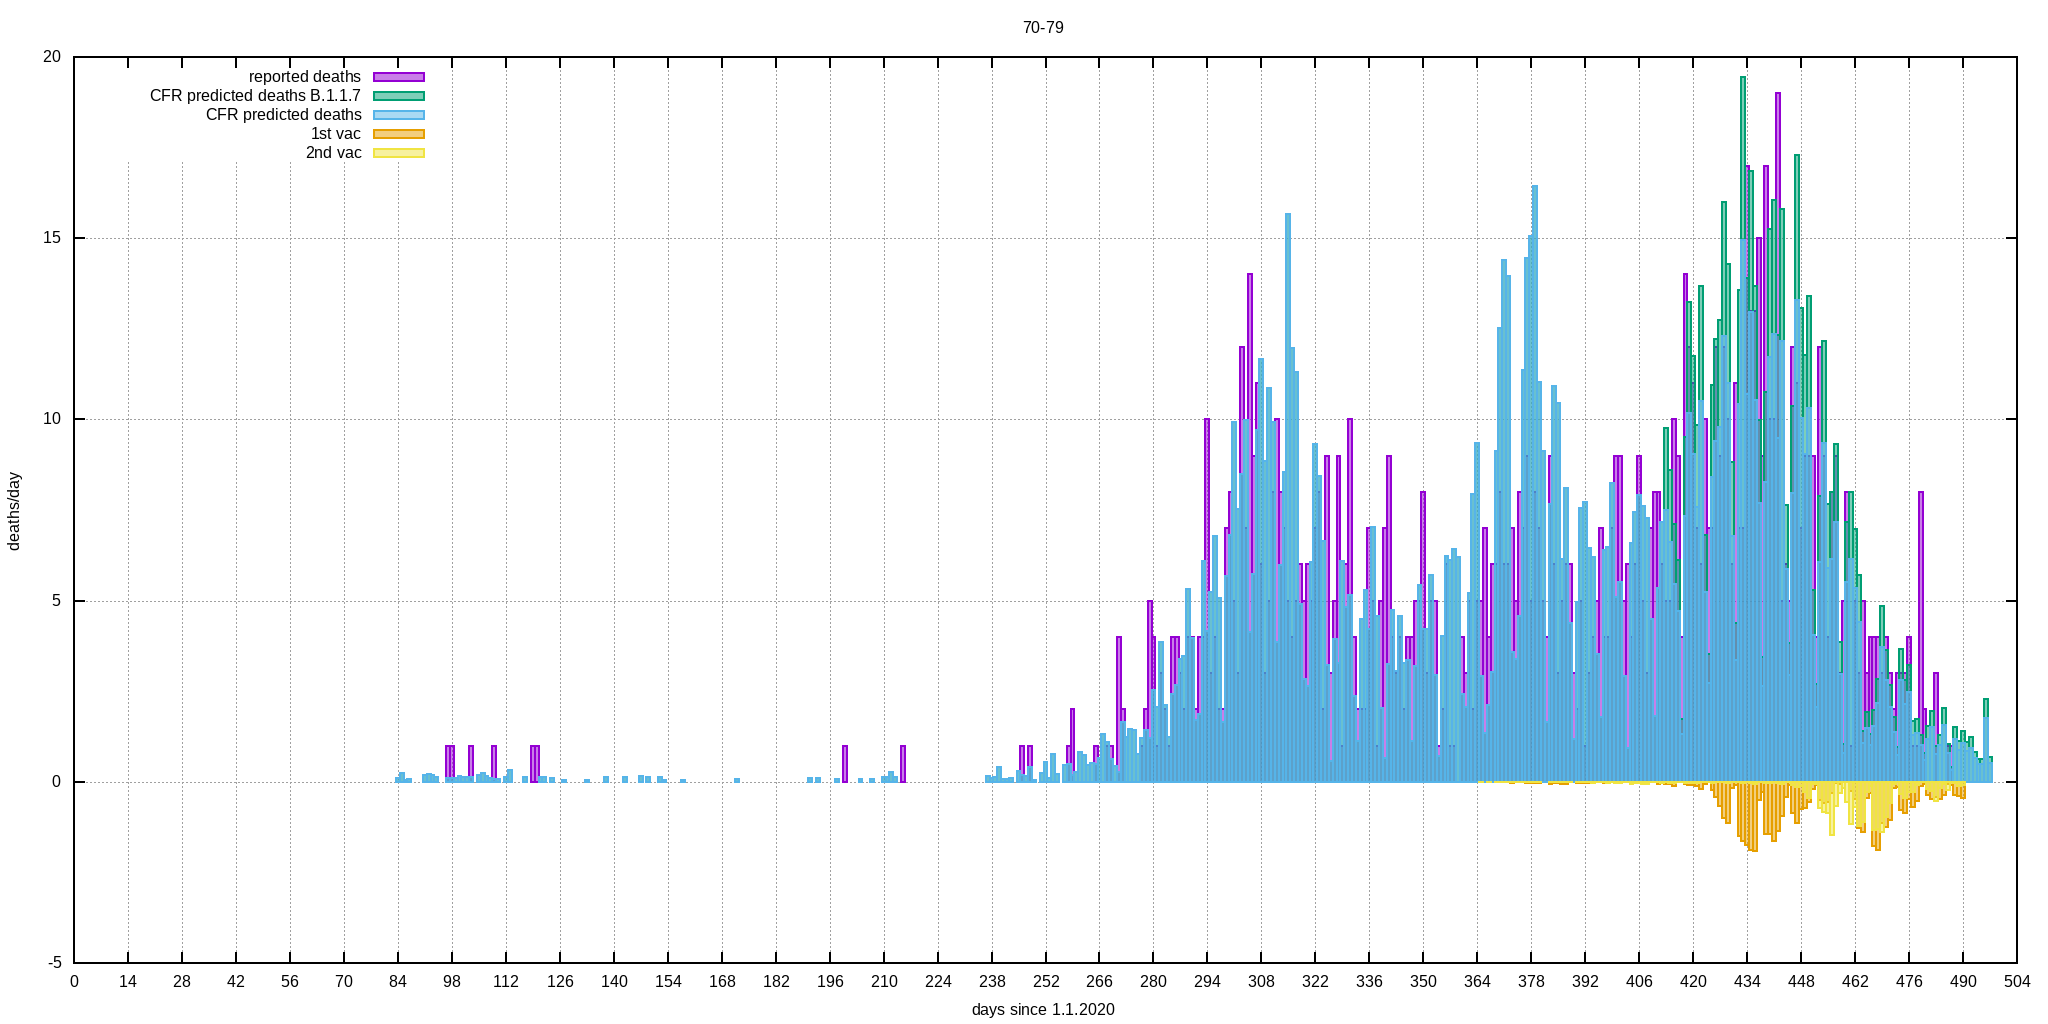 70-79
reported deaths
CFR predicted deaths B.1.1.7
CFR predicted deaths
1st vac
2nd vac
20
15
10
5
0
-5
deaths/day
0 14 28 42 56 70 84 98 112 126 140 154 168 182 196 210 224 238 252 266 280 294 308 322 336 350 364 378 392 406 420 434 448 462 476 490 504
days since 1.1.2020